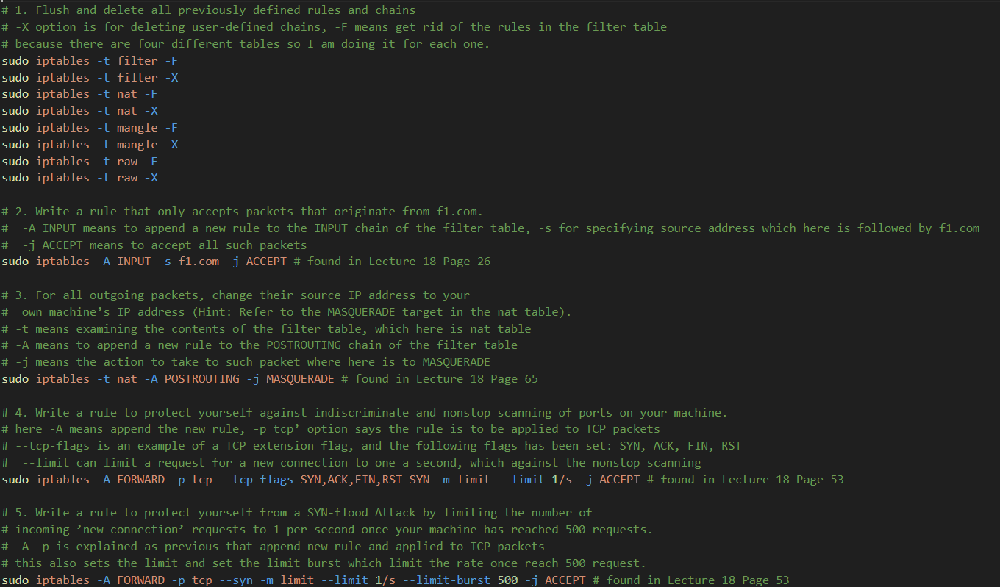 # 1. Flush and delete all previously defined rules and chains
# -X option is for deleting user-defined chains, -F means get rid of the rules in the filter table
# because there are four different tables so I am doing it for each one.
sudo iptables -t filter -F
sudo iptables -t filter -X
sudo iptables -t nat -F
sudo iptables -t nat -X
sudo iptables -t mangle -F
sudo iptables -t mangle -X
sudo iptables -t raw -F
sudo iptables -t raw -X
# 2. Write a rule that only accepts packets that originate from f1.com.
#  -A INPUT means to append a new rule to the INPUT chain of the filter table, -s for specifying source address which here is followed by f1.com
#  -j ACCEPT means to accept all such packets
sudo iptables -A INPUT -s f1.com -j ACCEPT # found in Lecture 18 Page 26
# 3. For all outgoing packets, change their source IP address to your
#  own machine’s IP address (Hint: Refer to the MASQUERADE target in the nat table).
# -t means examining the contents of the filter table, which here is nat table
# -A means to append a new rule to the POSTROUTING chain of the filter table
# -j means the action to take to such packet where here is to MASQUERADE
sudo iptables -t nat -A POSTROUTING -j MASQUERADE # found in Lecture 18 Page 65
# 4. Write a rule to protect yourself against indiscriminate and nonstop scanning of ports on your machine.
# here -A means append the new rule, -p tcp’ option says the rule is to be applied to TCP packets
# --tcp-flags is an example of a TCP extension flag, and the following flags has been set: SYN, ACK, FIN, RST
#  --limit can limit a request for a new connection to one a second, which against the nonstop scanning
sudo iptables -A FORWARD -p tcp --tcp-flags SYN,ACK,FIN,RST SYN -m limit --limit 1/s -j ACCEPT # found in Lecture 18 Page 53
# 5. Write a rule to protect yourself from a SYN-flood Attack by limiting the number of
# incoming ’new connection’ requests to 1 per second once your machine has reached 500 requests.
# -A -p is explained as previous that append new rule and applied to TCP packets
# this also sets the limit and set the limit burst which limit the rate once reach 500 request.
sudo iptables -A FORWARD -p tcp --syn -m limit --limit 1/s --limit-burst 500 -j ACCEPT # found in Lecture 18 Page 53